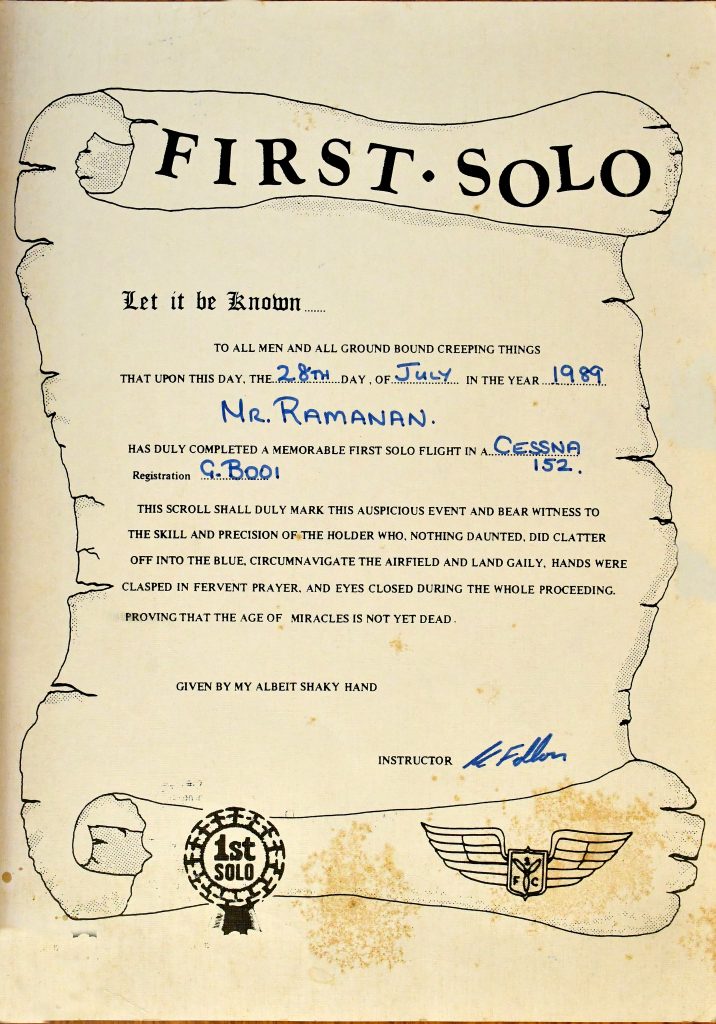 FIRST·SOLO
Let it be Known......
TO ALL MEN AND ALL GROUND BOUND CREEPING THINGS
THAT UPON THIS DAY, THE 28TH DAY, OF JULY IN THE YEAR 1989
MR. RAMANAN.
HAS DULY COMPLETED A MEMORABLE FIRST SOLO FLIGHT IN A CESSNA
152.
Registration G.BOOI
THIS SCROLL SHALL DULY MARK THIS AUSPICIOUS EVENT AND BEAR WITNESS TO
THE SKILL AND PRECISION OF THE HOLDER WHO, NOTHING DAUNTED, DID CLATTER
OFF INTO THE BLUE, CIRCUMNAVIGATE THE AIRFIELD AND LAND GAILY, HANDS WERE
CLASPED IN FERVENT PRAYER, AND EYES CLOSED DURING THE WHOLE PROCEEDING.
PROVING THAT THE AGE OF MIRACLES IS NOT YET DEAD.
GIVEN BY MY ALBEIT SHAKY HAND
INSTRUCTOR
1st
SOLO
F C